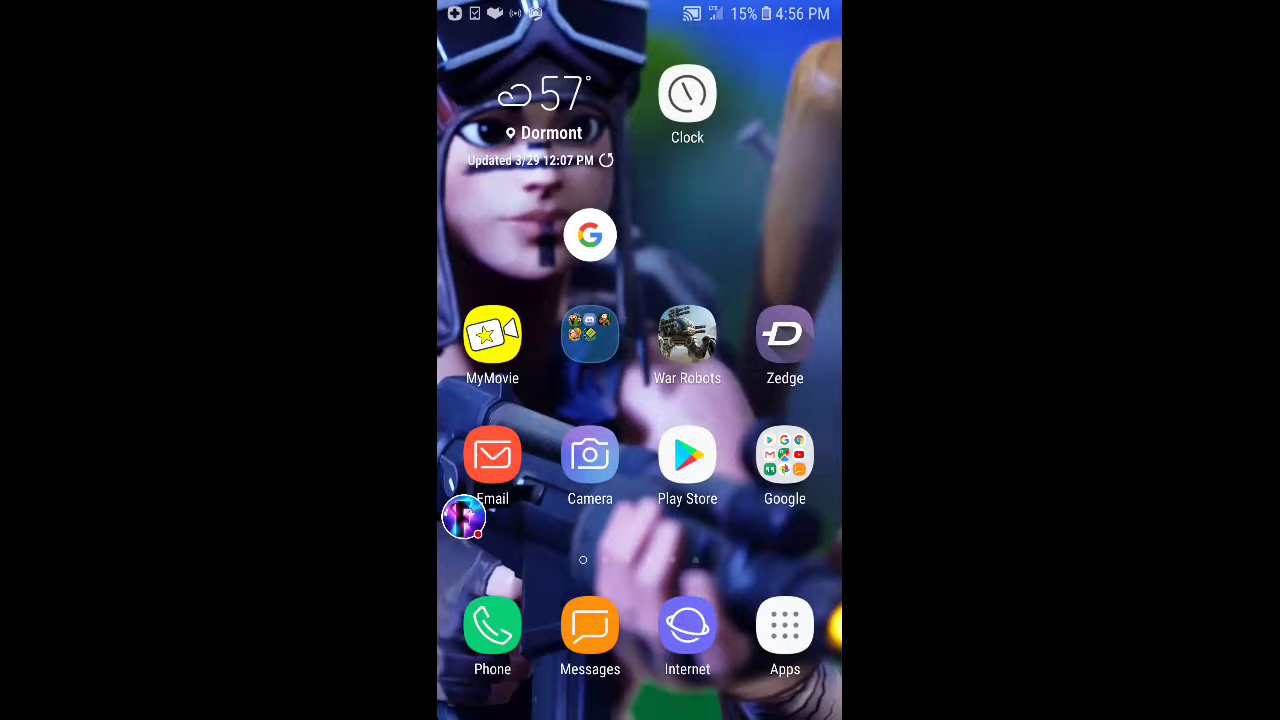 LTE 15% 4:56 PM
57°
Dormont
Updated 3/29 12:07 PM
Clock
MyMovie
War Robots
Zedge
Email
Camera
Play Store
Google
Phone
Messages
Internet
Apps